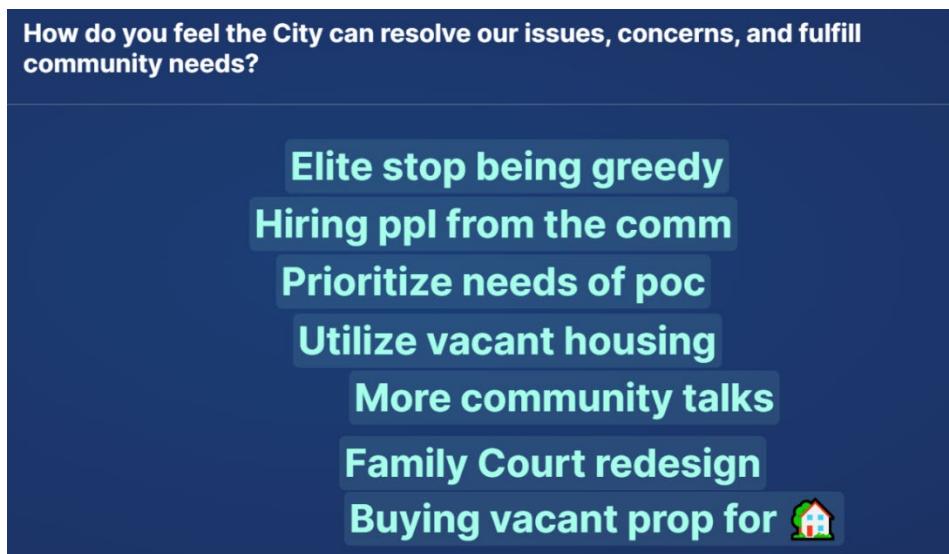 How do you feel the City can resolve our issues, concerns, and fulfill
community needs?
Elite stop being greedy
Hiring ppl from the comm
Prioritize needs of poc
Utilize vacant housing
More community talks
Family Court redesign
Buying vacant prop for 🏡